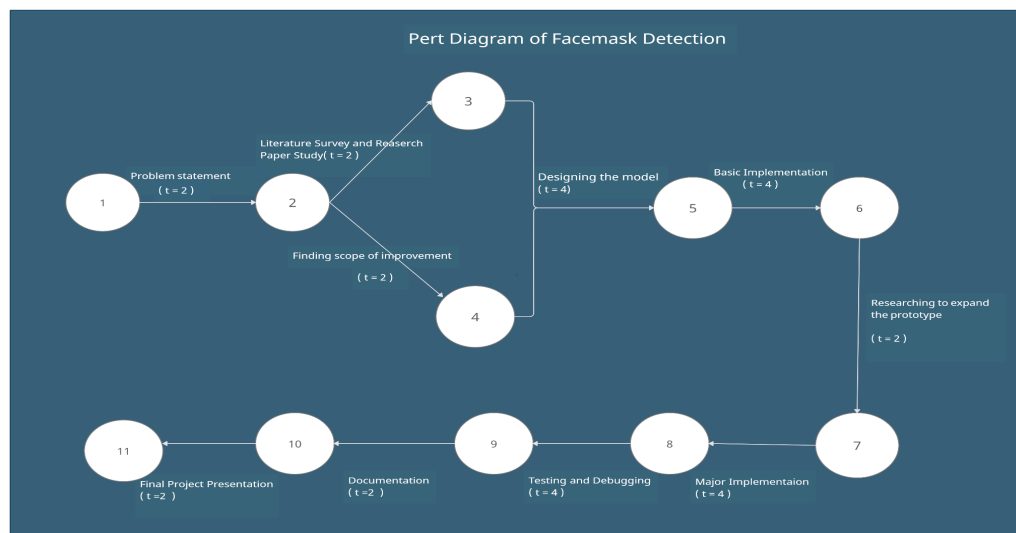 Pert Diagram of Facemask Detection
3
Literature Survey and Reaserch
Paper Study( t = 2 )
Problem statement
( t = 2 )
1
2
Designing the model
( t = 4)
Basic Implementation
( t = 4 )
5
6
Finding scope of improvement
( t = 2 )
4
Researching to expand
the prototype
( t = 2 )
11
10
9
8
7
Final Project Presentation
( t =2  )
Documentation
( t =2  )
Testing and Debugging
( t = 4 )
Major Implementaion
( t = 4 )